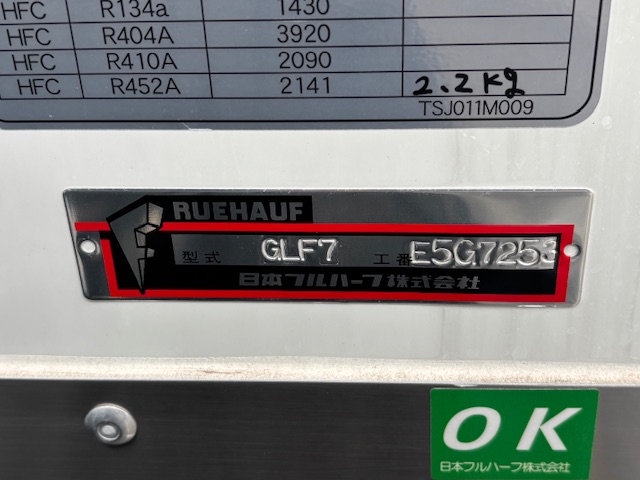 HFC R134a 1430
HFC R404A 3920
HFC R410A 2090
HFC R452A 2141 2.2kg
TSJ011M009
RUEHAUF
型式 GLF7 工番 E5G7253
日本フルハーフ株式会社
OK
日本フルハーフ株式会社